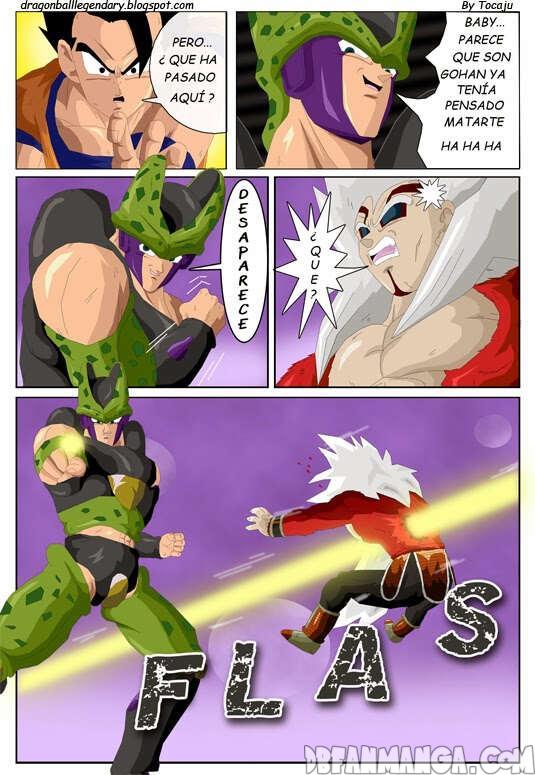 dragonballlegendary.blogspot.com
By Tocaju
PERO...
¿ QUE HA
PASADO
AQUÍ ?
BABY...
PARECE
QUE SON
GOHAN YA
TENÍA
PENSADO
MATARTE
HA HA HA
DESAPARECE
¿ QUE ?
FLAS
DBFANMANGA.COM